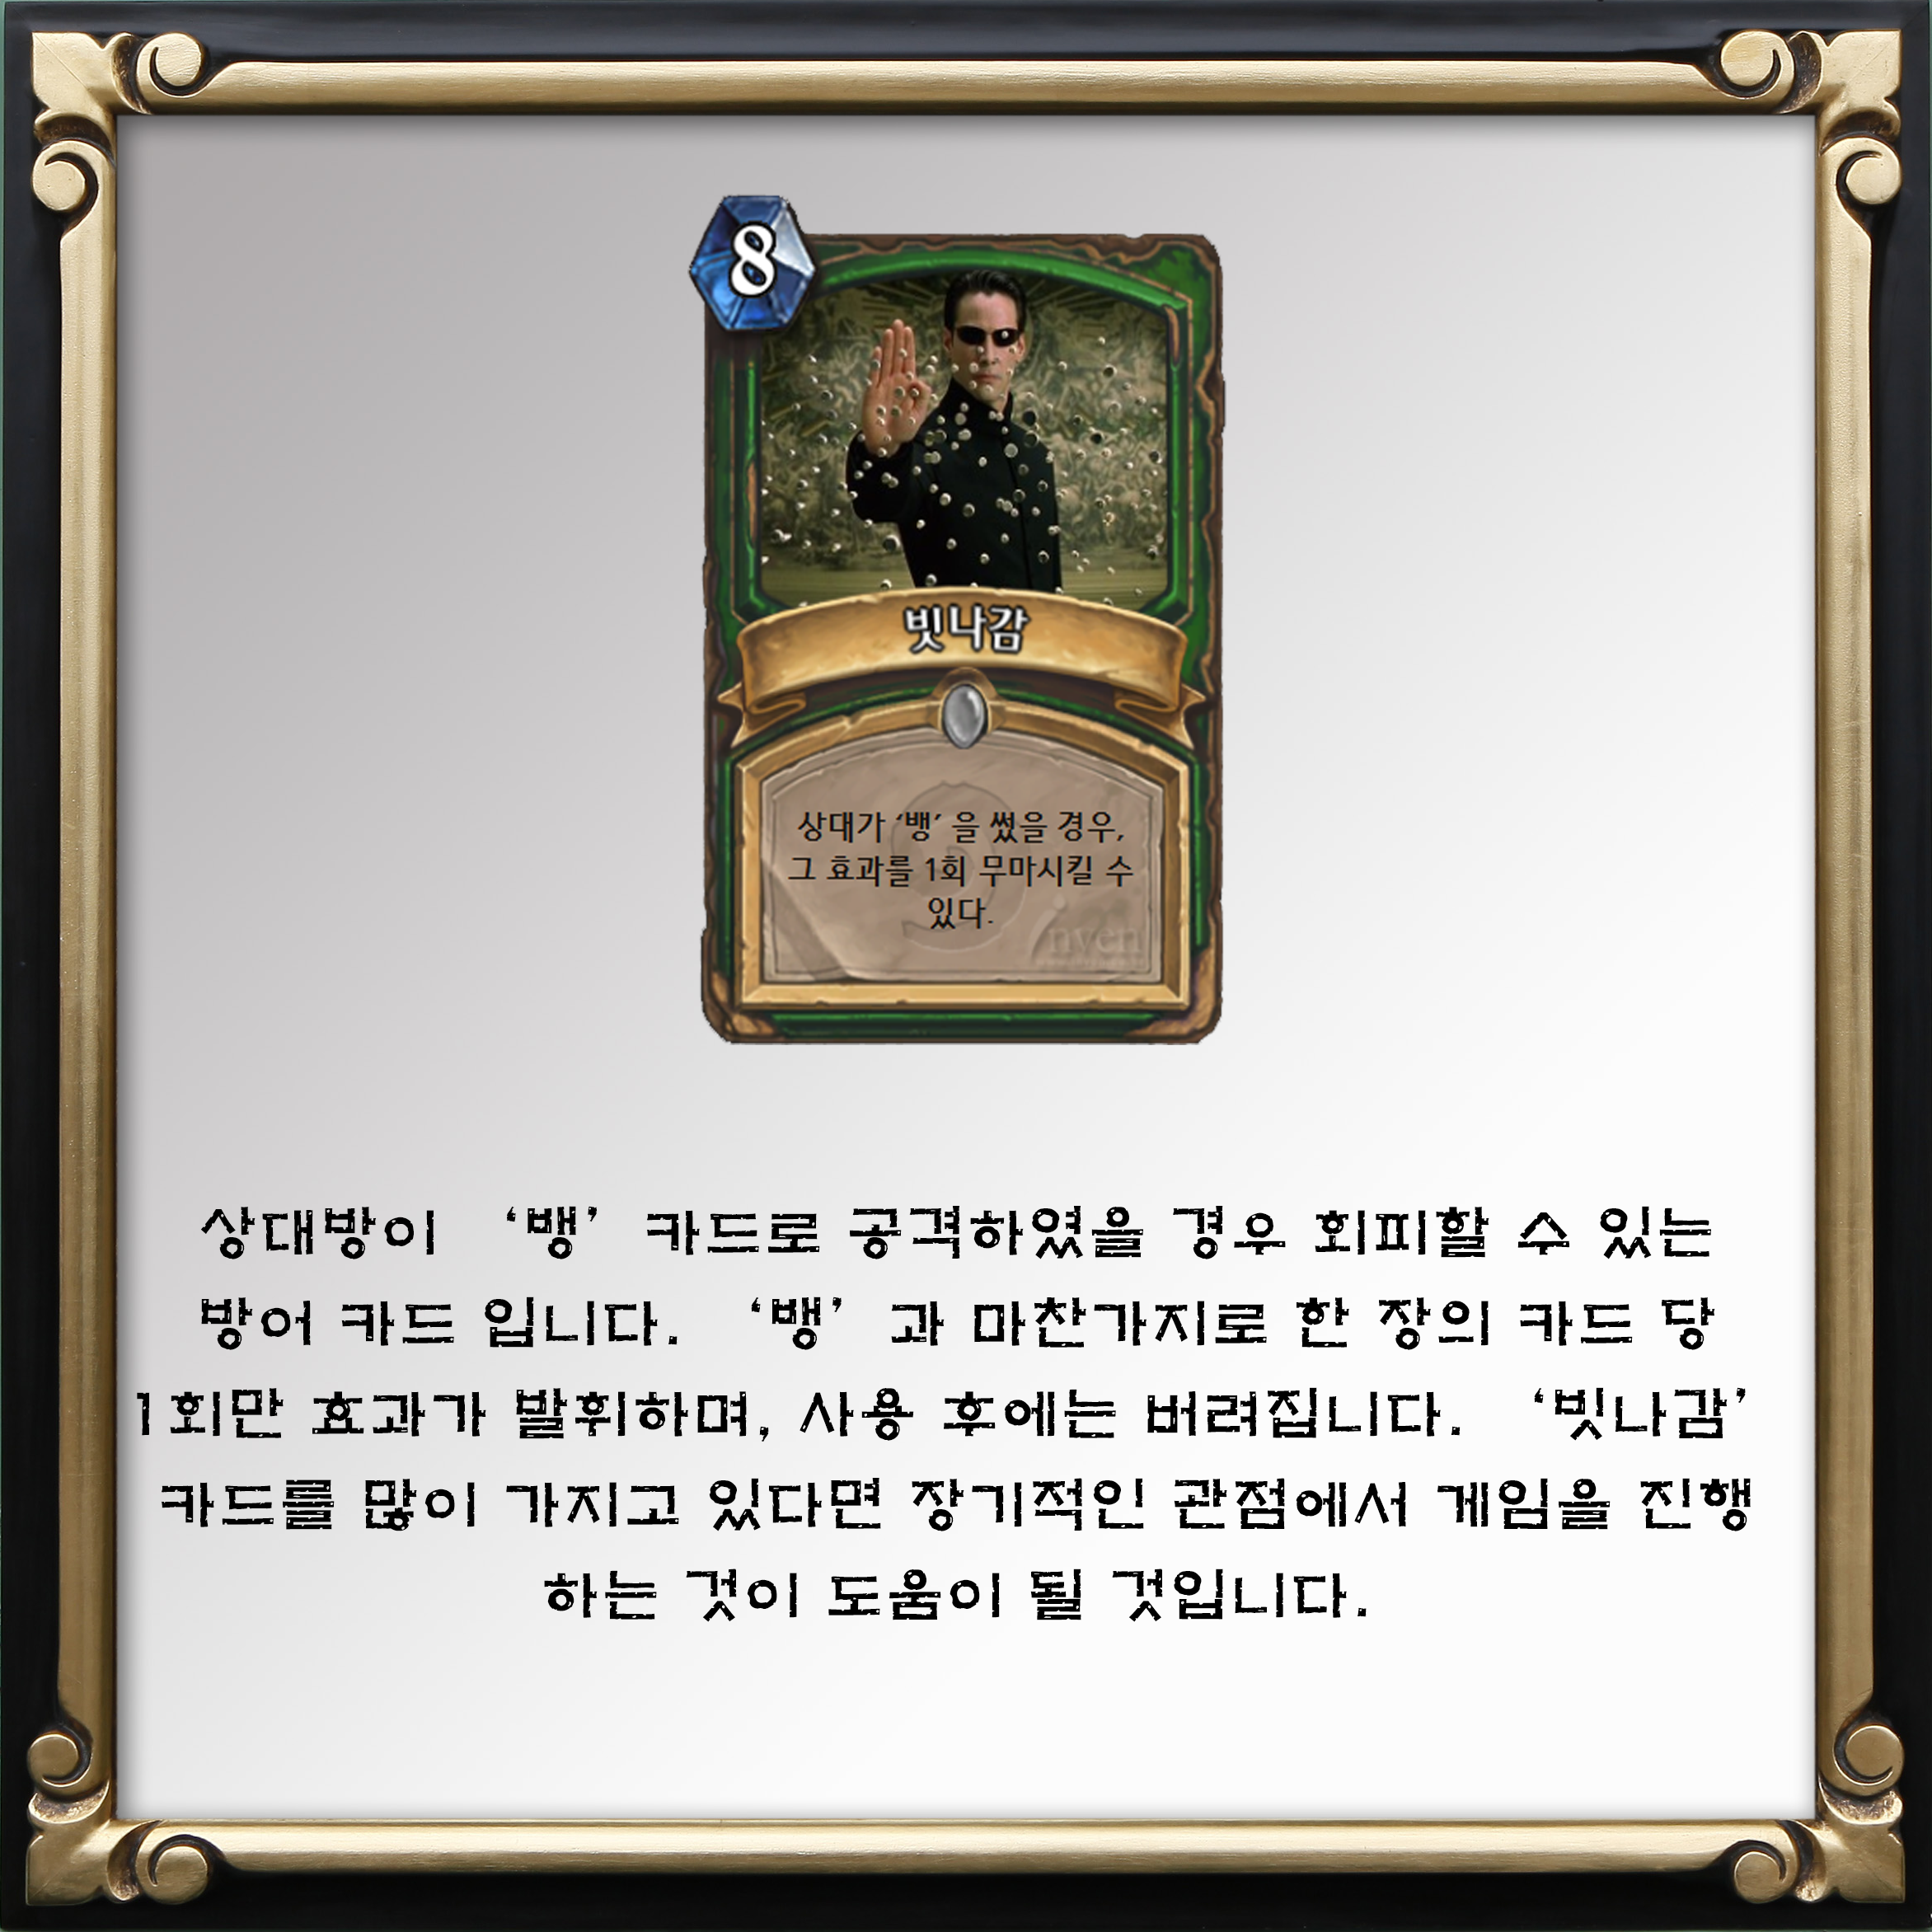 8
빗나감
상대가 ‘뱅’ 을 썼을 경우,
그 효과를 1회 무마시킬 수
있다.
inven
상대방이 ‘뱅’ 카드로 공격하였을 경우 회피할 수 있는
방어 카드 입니다. ‘뱅’ 과 마찬가지로 한 장의 카드 당
1회만 효과가 발휘하며, 사용 후에는 버려집니다. ‘빗나감’
카드를 많이 가지고 있다면 장기적인 관점에서 게임을 진행
하는 것이 도움이 될 것입니다.